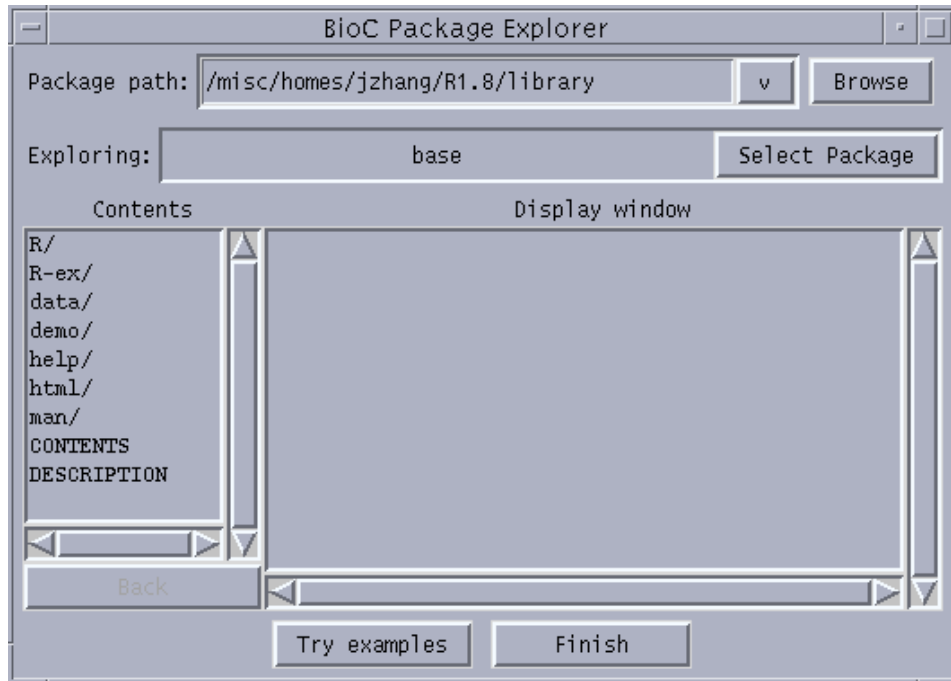 BioC Package Explorer
Package path: /misc/homes/jzhang/R1.8/library v Browse
Exploring: base Select Package
Contents Display window
R/
R-ex/
data/
demo/
help/
html/
man/
CONTENTS
DESCRIPTION
Back
Try examples Finish